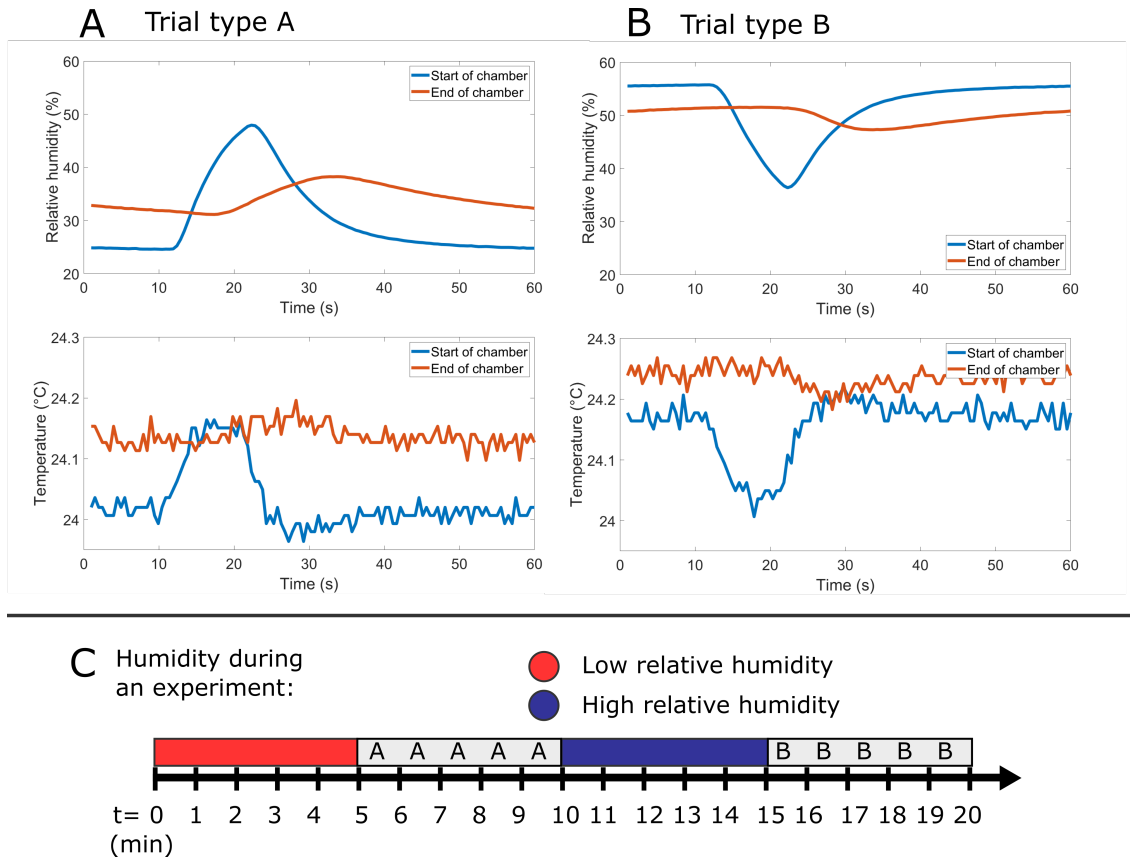 A Trial type A
60
50
40
30
20
Relative humidity (%)
Start of chamber
End of chamber
0 10 20 30 40 50 60
Time (s)
24.3
24.2
24.1
24
Temperature (°C)
Start of chamber
End of chamber
0 10 20 30 40 50 60
Time (s)
B Trial type B
60
50
40
30
20
Relative humidity (%)
Start of chamber
End of chamber
0 10 20 30 40 50 60
Time (s)
24.3
24.2
24.1
24
Temperature (°C)
Start of chamber
End of chamber
0 10 20 30 40 50 60
Time (s)
C Humidity during
an experiment:
Low relative humidity
High relative humidity
A A A A A B B B B B
t= 0 1 2 3 4 5 6 7 8 9 10 11 12 13 14 15 16 17 18 19 20
(min)